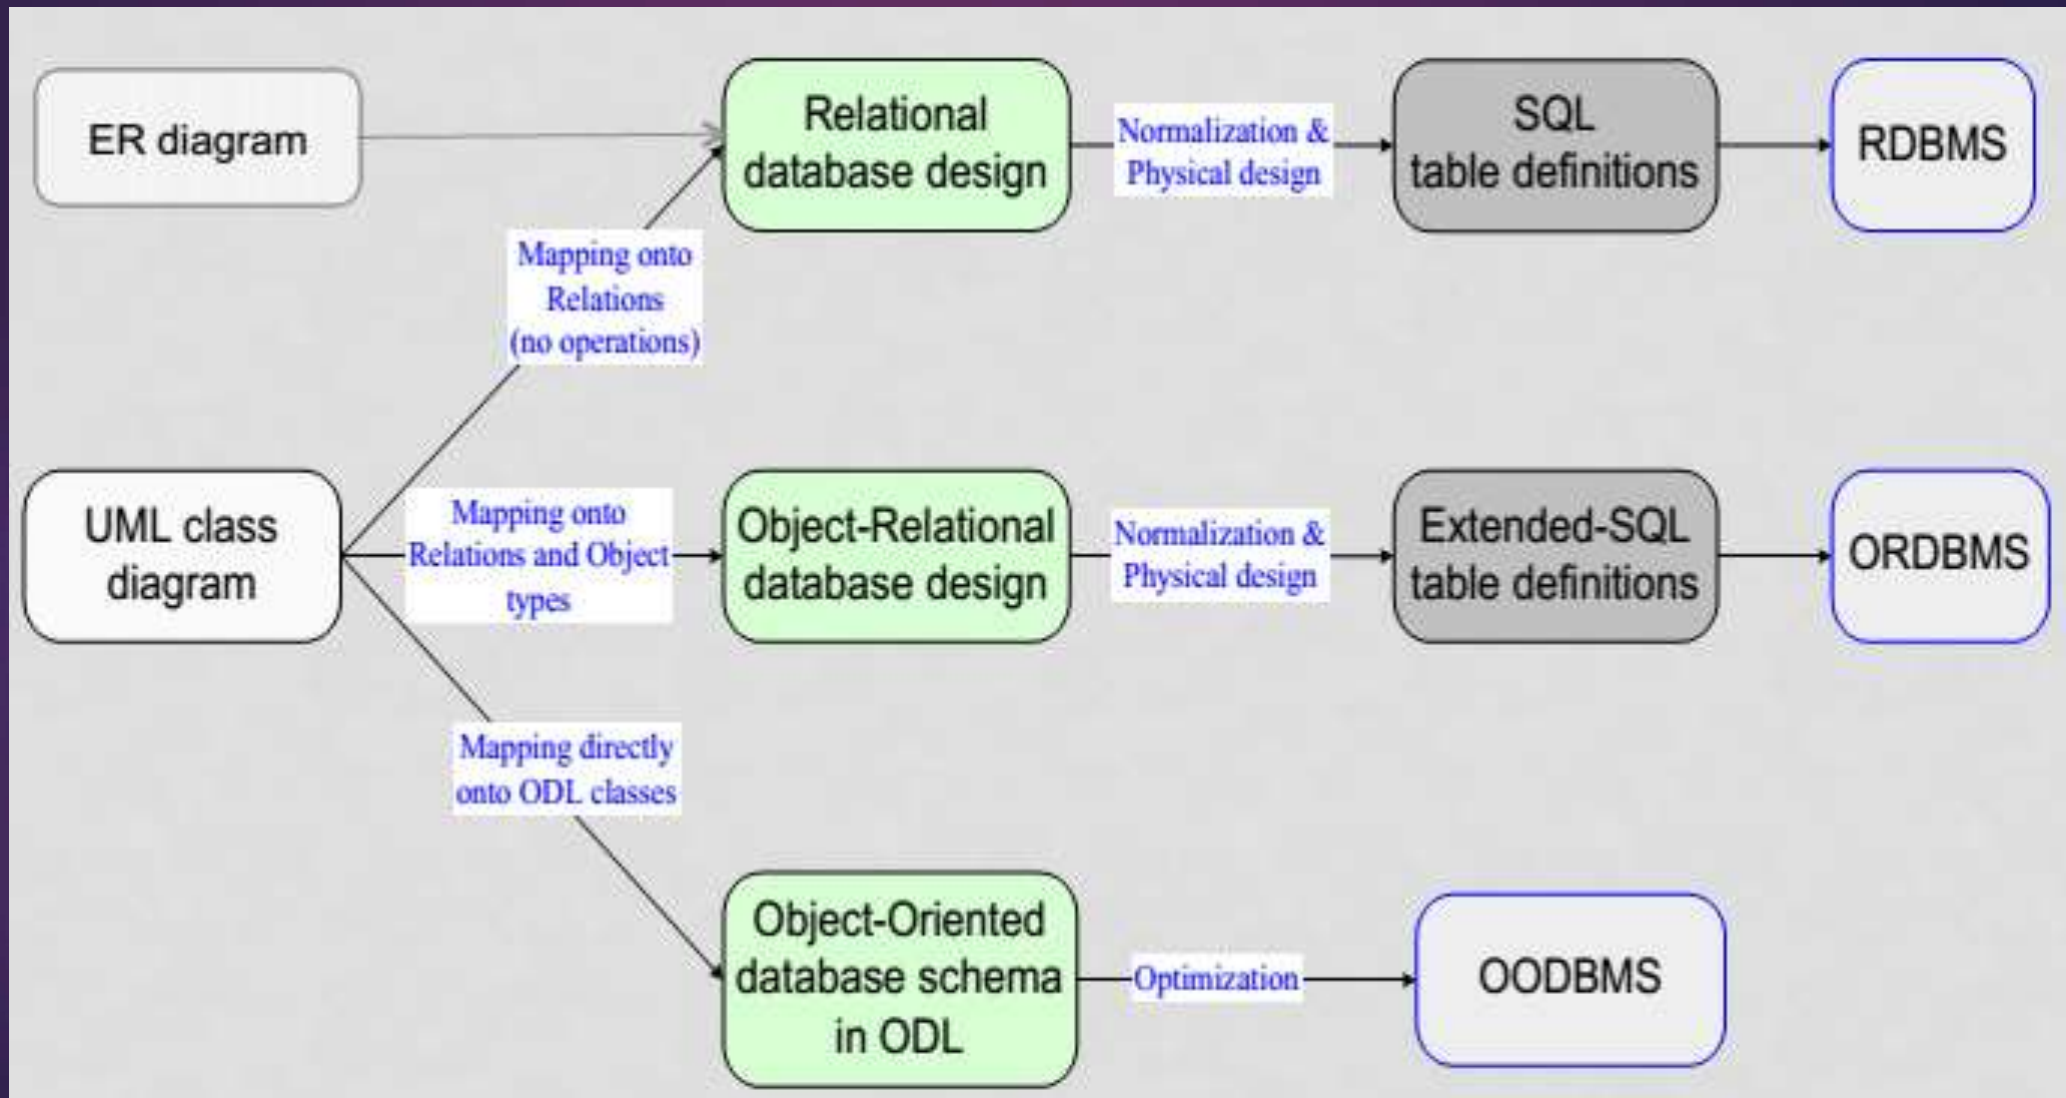 ER diagram
Relational
database design
Normalization &
Physical design
SQL
table definitions
RDBMS
Mapping onto
Relations
(no operations)
UML class
diagram
Mapping onto
Relations and Object
types
Object-Relational
database design
Normalization &
Physical design
Extended-SQL
table definitions
ORDBMS
Mapping directly
onto ODL classes
Object-Oriented
database schema
in ODL
Optimization
OODBMS